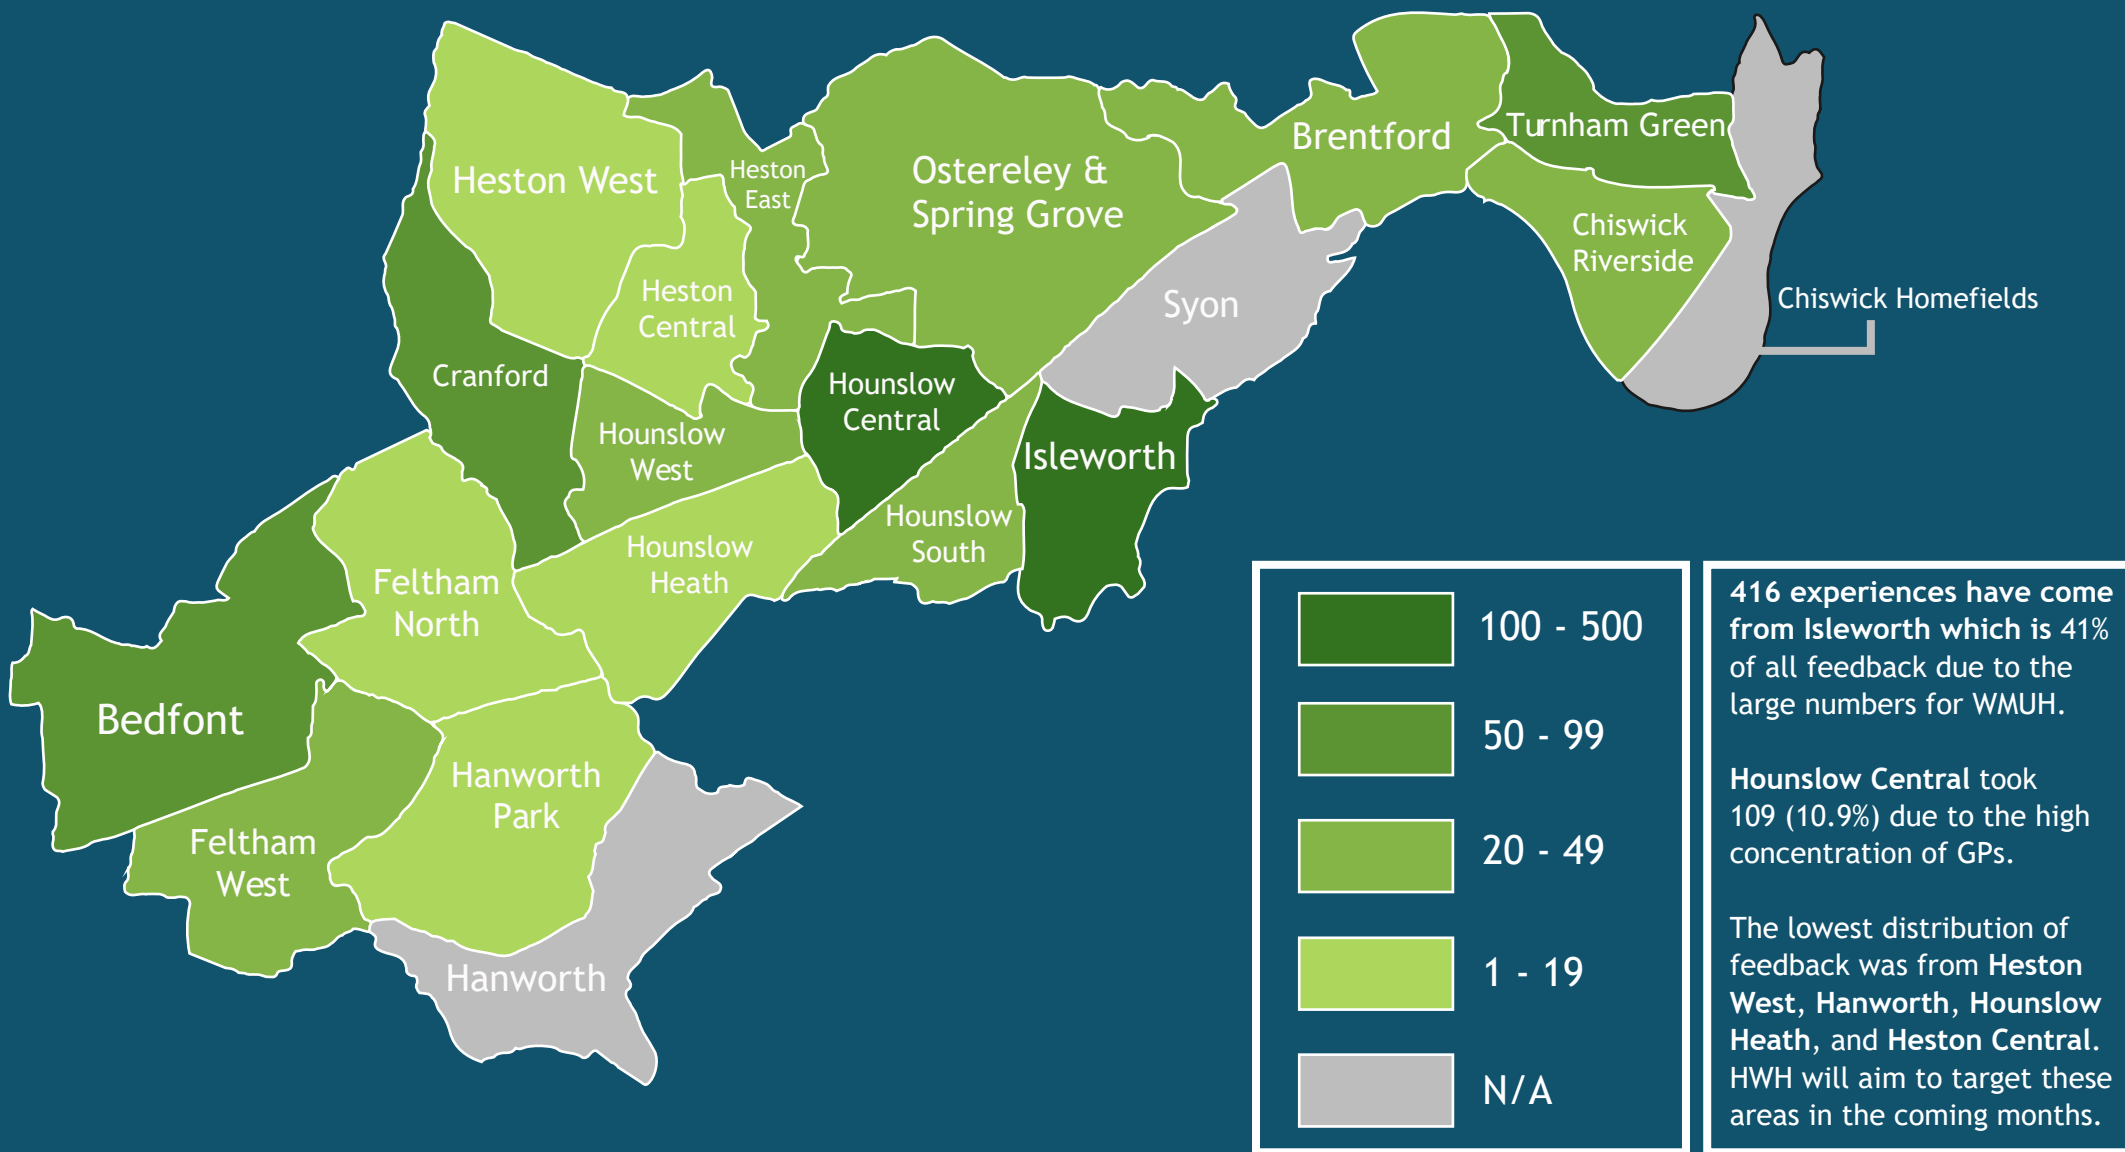 Heston West
Heston
East
Ostereley &
Spring Grove
Brentford
Turnham Green
Chiswick
Riverside
Chiswick Homefields
Syon
Heston
Central
Cranford
Hounslow
Central
Hounslow
West
Isleworth
Hounslow
South
Hounslow
Heath
Feltham
North
Bedfont
Hanworth
Park
Feltham
West
Hanworth
100 - 500
50 - 99
20 - 49
1 - 19
N/A
416 experiences have come
from Isleworth which is 41%
of all feedback due to the
large numbers for WMUH.
Hounslow Central took
109 (10.9%) due to the high
concentration of GPs.
The lowest distribution of
feedback was from Heston
West, Hanworth, Hounslow
Heath, and Heston Central.
HWH will aim to target these
areas in the coming months.